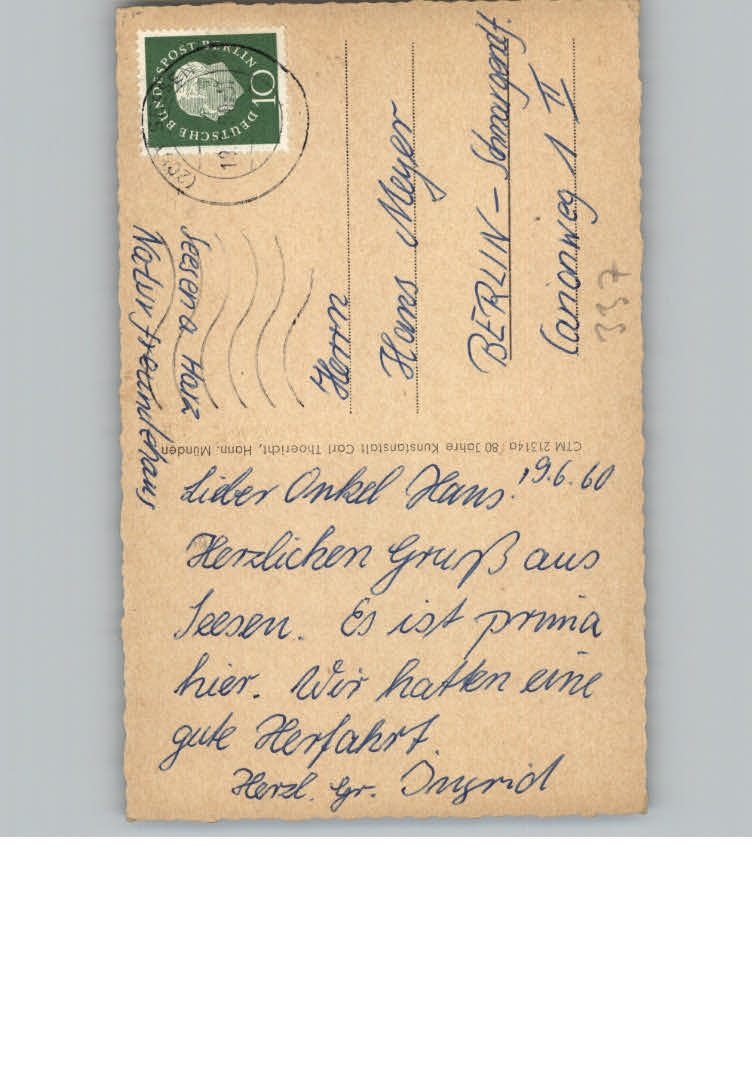 DEUTSCHE BUNDESPOST BERLIN
10
Seesen a Harz
Naturfreundehaus
Herrn
Hans Meyer
BERLIN - Schmargendf.
1 II
337
CTM 21314a / 80 Jahre Kunstanstalt Carl Thoericht, Hann. Münden
19.6.60
Lieber Onkel Hans!
Herzlichen Gruß aus
Seesen. Es ist prima
hier. Wir hatten eine
gute Herfahrt.
Herzl. Gr. Ingrid